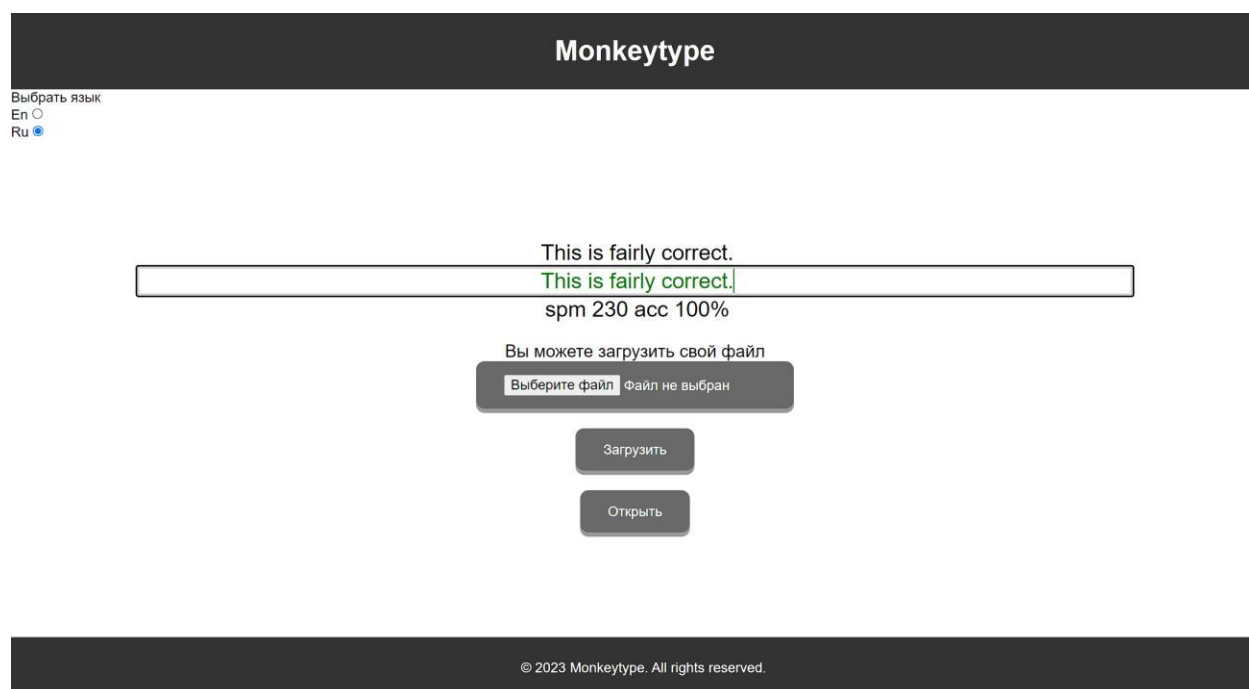 Monkeytype
Выбрать язык
En
Ru
This is fairly correct.
This is fairly correct.
spm 230 acc 100%
Вы можете загрузить свой файл
Выберите файл Файл не выбран
Загрузить
Открыть
© 2023 Monkeytype. All rights reserved.